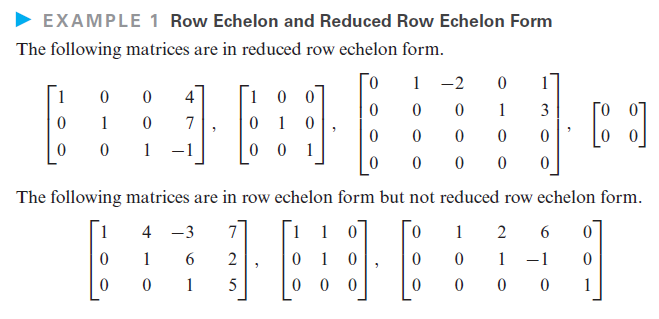 ▶ EXAMPLE 1 Row Echelon and Reduced Row Echelon Form
The following matrices are in reduced row echelon form.
[1 0 0 4; 0 1 0 7; 0 0 1 −1], [1 0 0; 0 1 0; 0 0 1], [0 1 −2 0 1; 0 0 0 1 3; 0 0 0 0 0; 0 0 0 0 0], [0 0; 0 0]
The following matrices are in row echelon form but not reduced row echelon form.
[1 4 −3 7; 0 1 6 2; 0 0 1 5], [1 1 0; 0 1 0; 0 0 0], [0 1 2 6 0; 0 0 1 −1 0; 0 0 0 0 1]